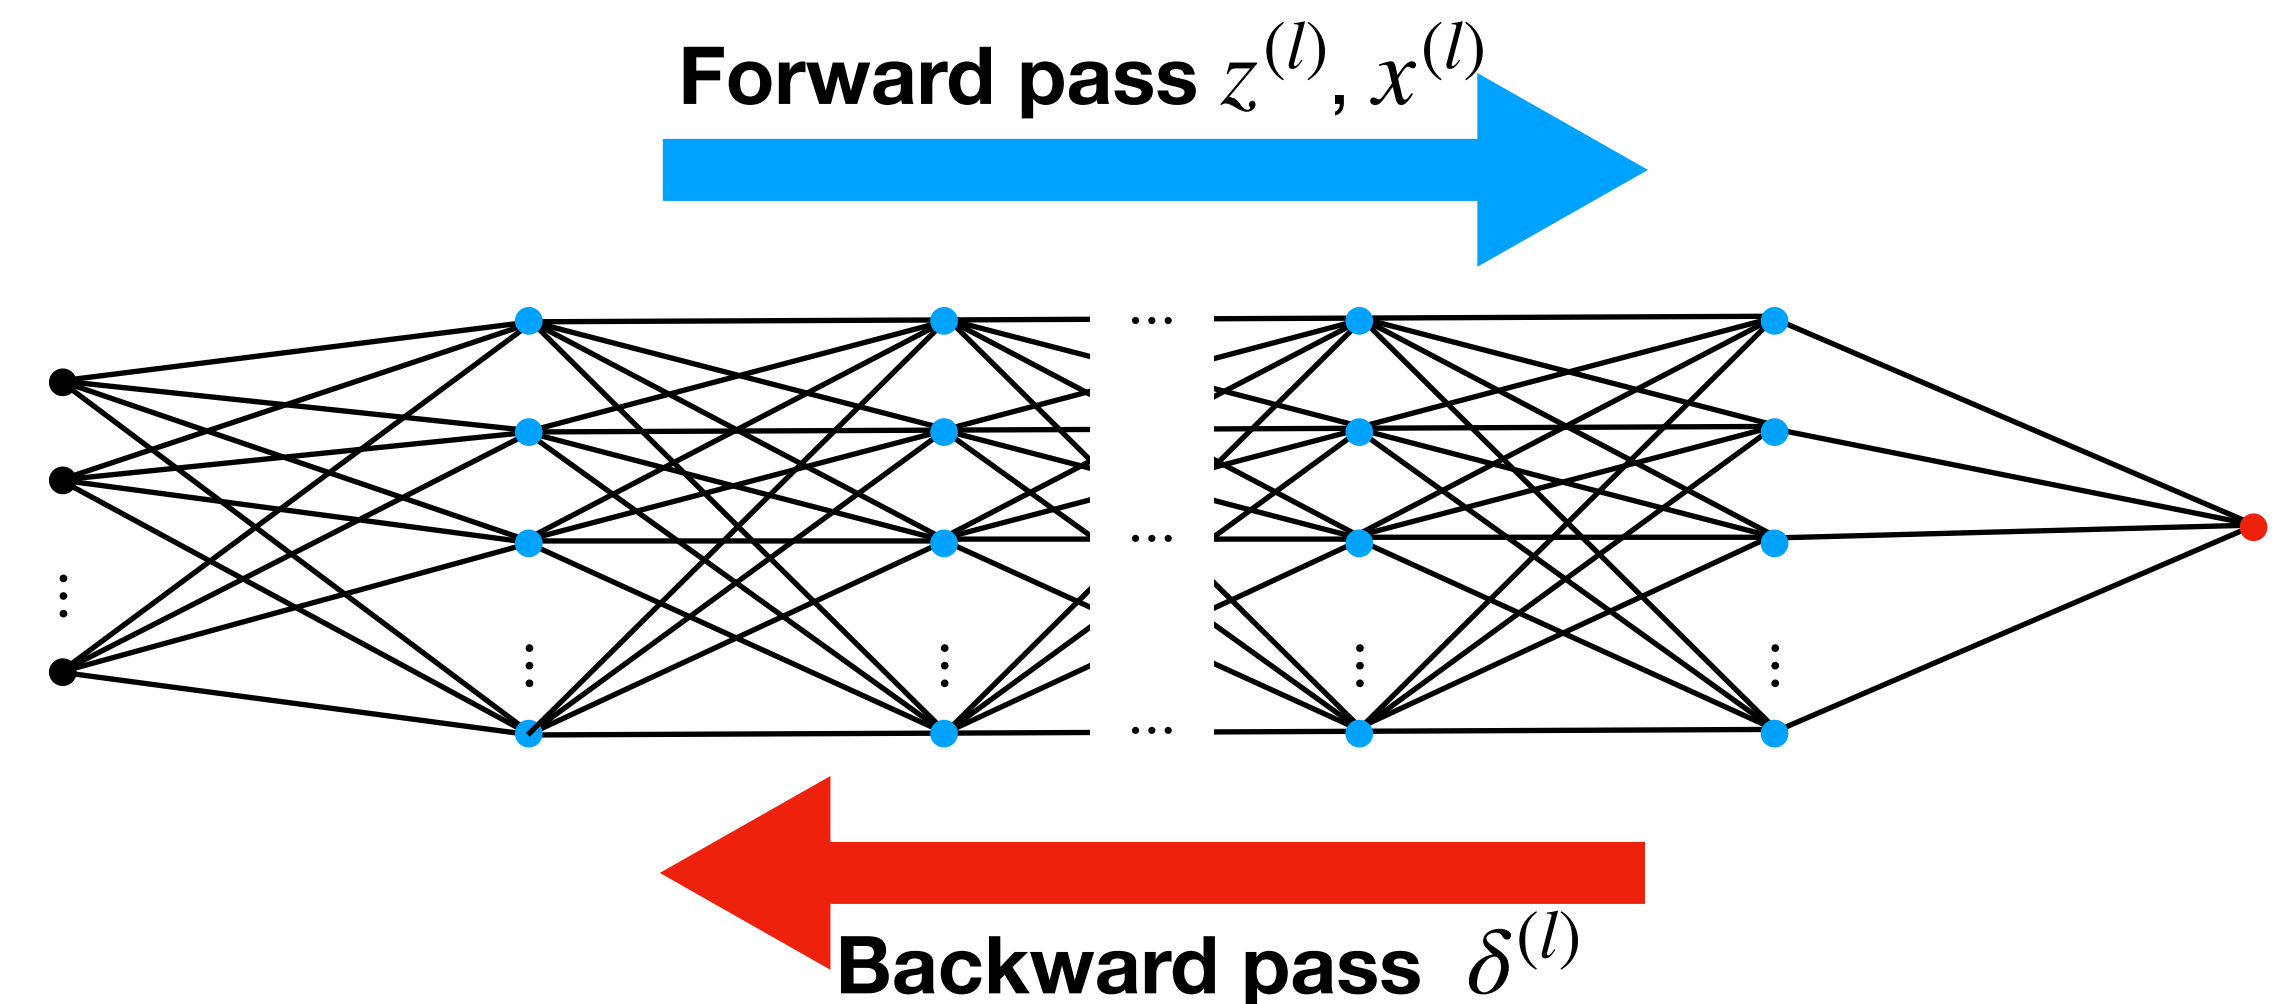 Forward pass z^(l), x^(l)
...
...
...
Backward pass δ^(l)